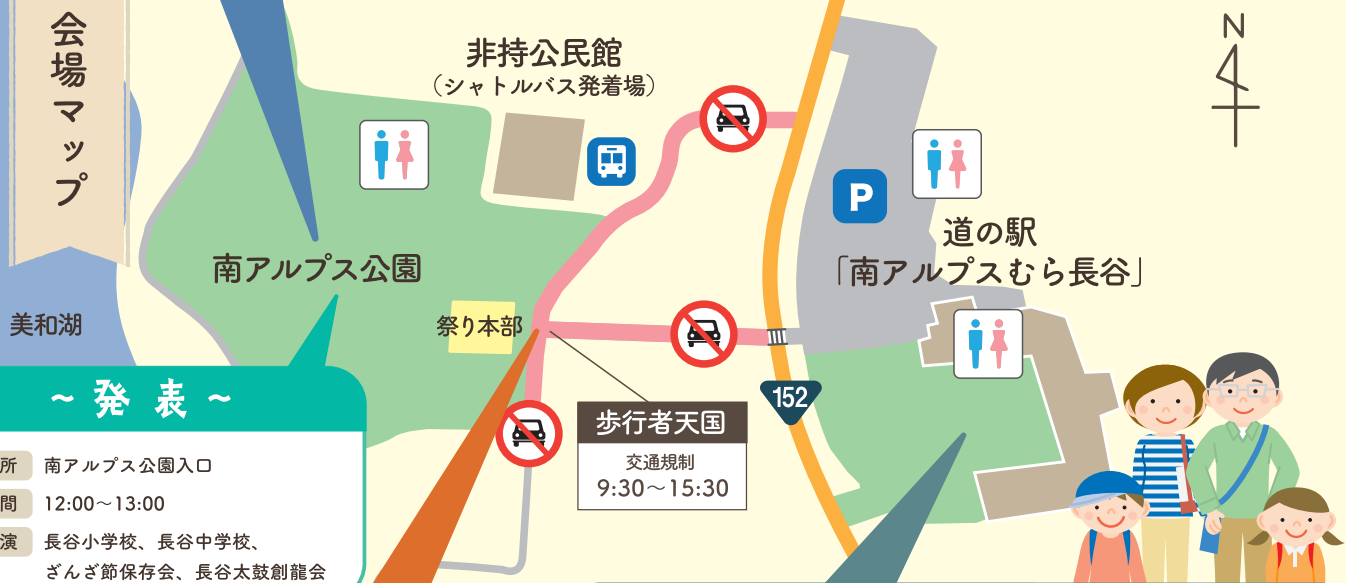 会場マップ
N
非持公民館
（シャトルバス発着場）
P
道の駅
「南アルプスむら長谷」
南アルプス公園
美和湖
祭り本部
152
歩行者天国
交通規制
9:30～15:30
～発表～
所 南アルプス公園入口
間 12:00～13:00
演 長谷小学校、長谷中学校、
ざんざ節保存会、長谷太鼓創龍会